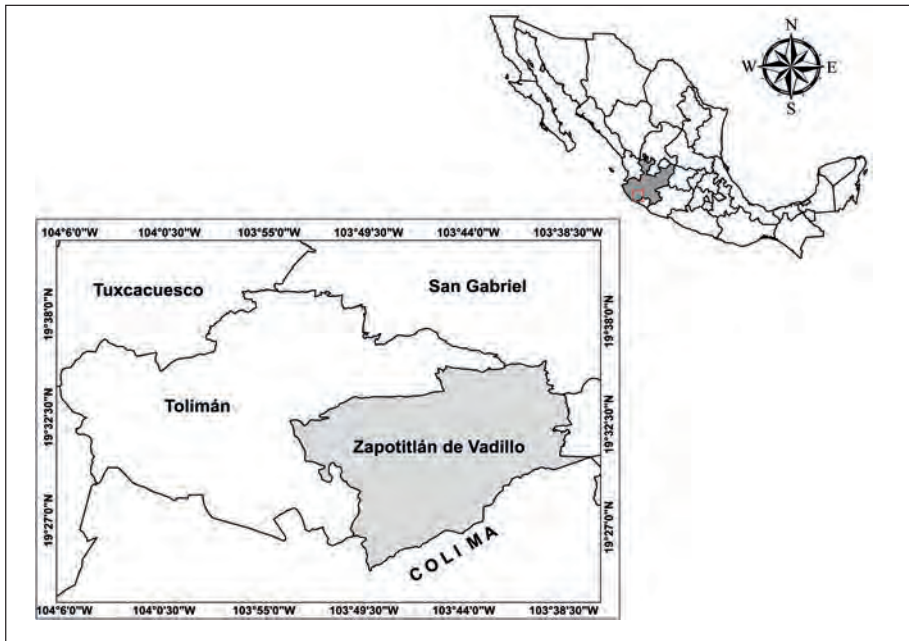 N
W E
S
104°6'0"W 104°0'30"W 103°55'0"W 103°49'30"W 103°44'0"W 103°38'30"W
Tuxcacuesco
San Gabriel
19°38'0"N
19°38'0"N
Tolimán
19°32'30"N
19°32'30"N
Zapotitlán de Vadillo
19°27'0"N
19°27'0"N
COLIMA
104°6'0"W 104°0'30"W 103°55'0"W 103°49'30"W 103°44'0"W 103°38'30"W